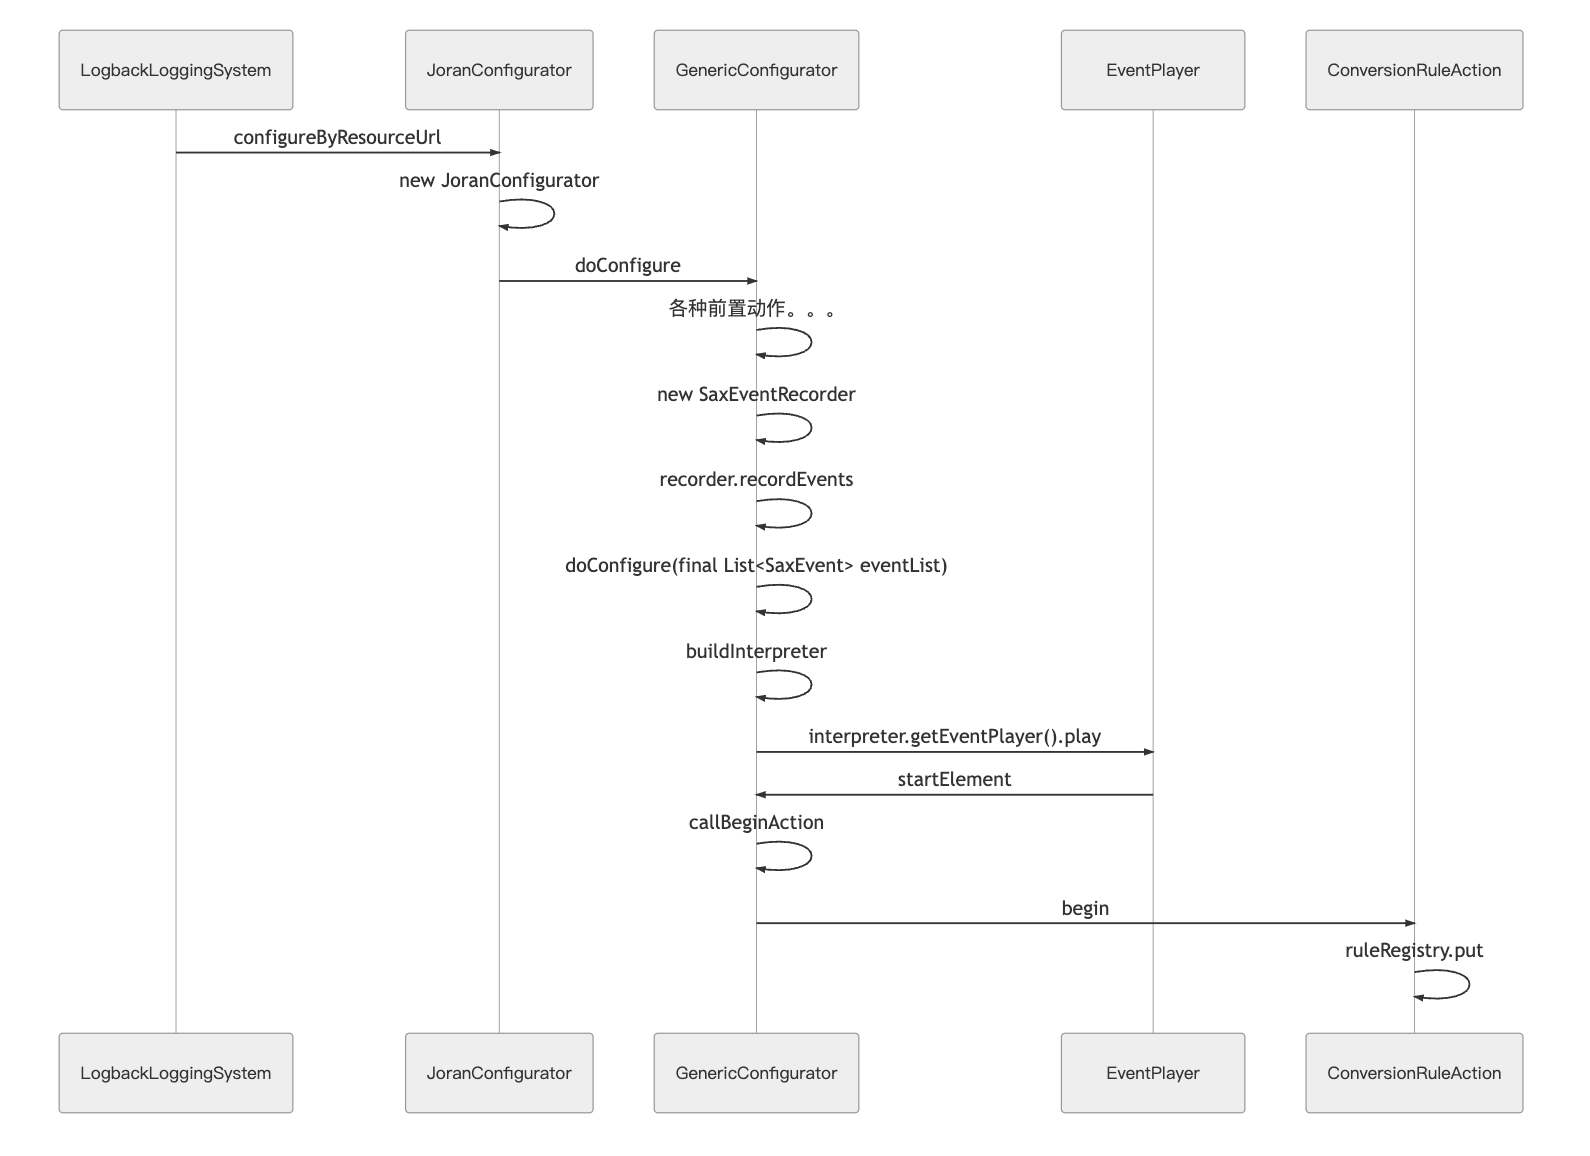 LogbackLoggingSystem
JoranConfigurator
GenericConfigurator
EventPlayer
ConversionRuleAction
configureByResourceUrl
new JoranConfigurator
doConfigure
各种前置动作。。。
new SaxEventRecorder
recorder.recordEvents
doConfigure(final List<SaxEvent> eventList)
buildInterpreter
interpreter.getEventPlayer().play
startElement
callBeginAction
begin
ruleRegistry.put
LogbackLoggingSystem
JoranConfigurator
GenericConfigurator
EventPlayer
ConversionRuleAction